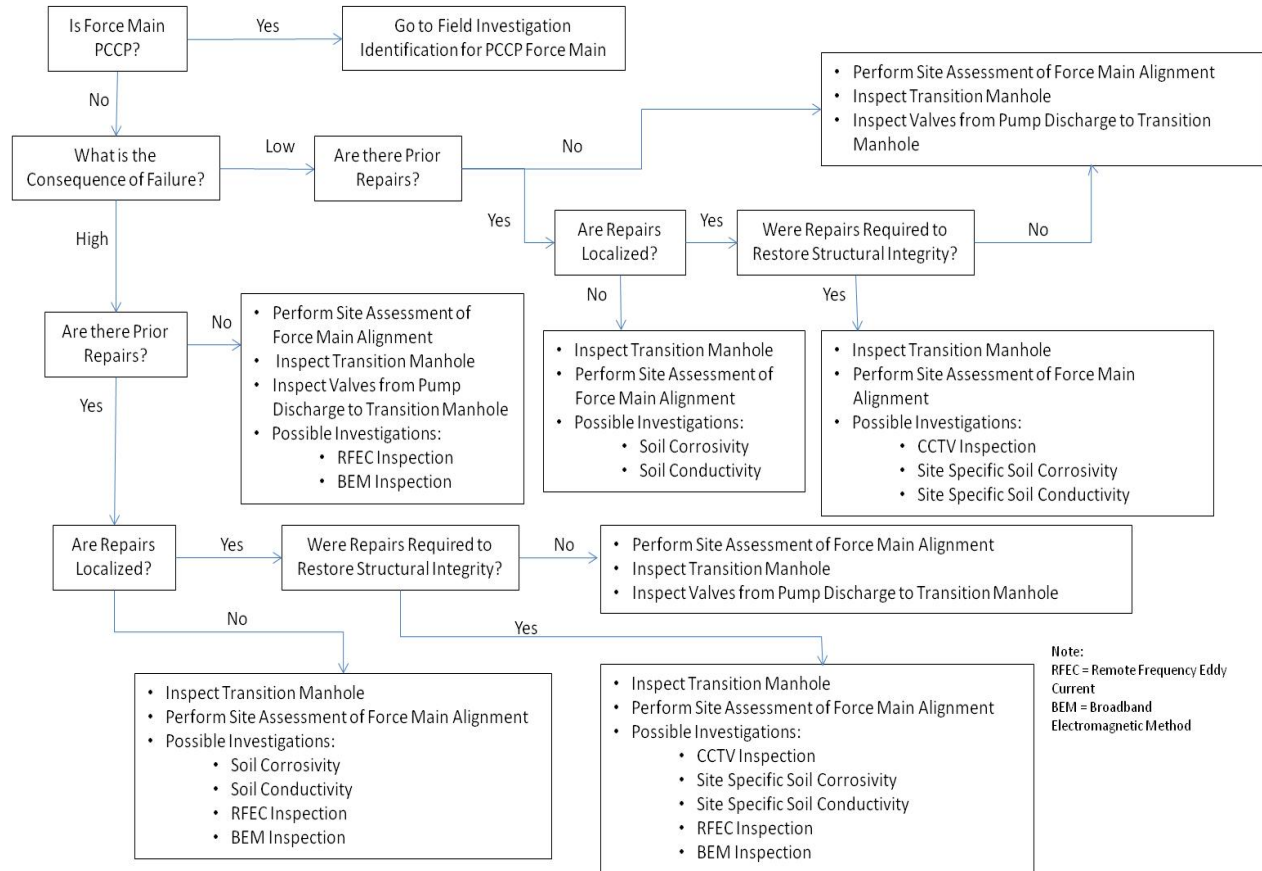 Is Force Main
PCCP?
Yes
Go to Field Investigation
Identification for PCCP Force Main
No
What is the
Consequence of Failure?
Low
Are there Prior
Repairs?
No
• Perform Site Assessment of Force Main Alignment
• Inspect Transition Manhole
• Inspect Valves from Pump Discharge to Transition
Manhole
Yes
Are Repairs
Localized?
Yes
Were Repairs Required to
Restore Structural Integrity?
No
No
• Inspect Transition Manhole
• Perform Site Assessment of
Force Main Alignment
• Possible Investigations:
• Soil Corrosivity
• Soil Conductivity
Yes
• Inspect Transition Manhole
• Perform Site Assessment of Force Main
Alignment
• Possible Investigations:
• CCTV Inspection
• Site Specific Soil Corrosivity
• Site Specific Soil Conductivity
High
Are there Prior
Repairs?
No
• Perform Site Assessment of
Force Main Alignment
• Inspect Transition Manhole
• Inspect Valves from Pump
Discharge to Transition Manhole
• Possible Investigations:
• RFEC Inspection
• BEM Inspection
Yes
Are Repairs
Localized?
Yes
Were Repairs Required to
Restore Structural Integrity?
No
• Perform Site Assessment of Force Main Alignment
• Inspect Transition Manhole
• Inspect Valves from Pump Discharge to Transition Manhole
No
• Inspect Transition Manhole
• Perform Site Assessment of Force Main Alignment
• Possible Investigations:
• Soil Corrosivity
• Soil Conductivity
• RFEC Inspection
• BEM Inspection
Yes
• Inspect Transition Manhole
• Perform Site Assessment of Force Main Alignment
• Possible Investigations:
• CCTV Inspection
• Site Specific Soil Corrosivity
• Site Specific Soil Conductivity
• RFEC Inspection
• BEM Inspection
Note:
RFEC = Remote Frequency Eddy
Current
BEM = Broadband
Electromagnetic Method